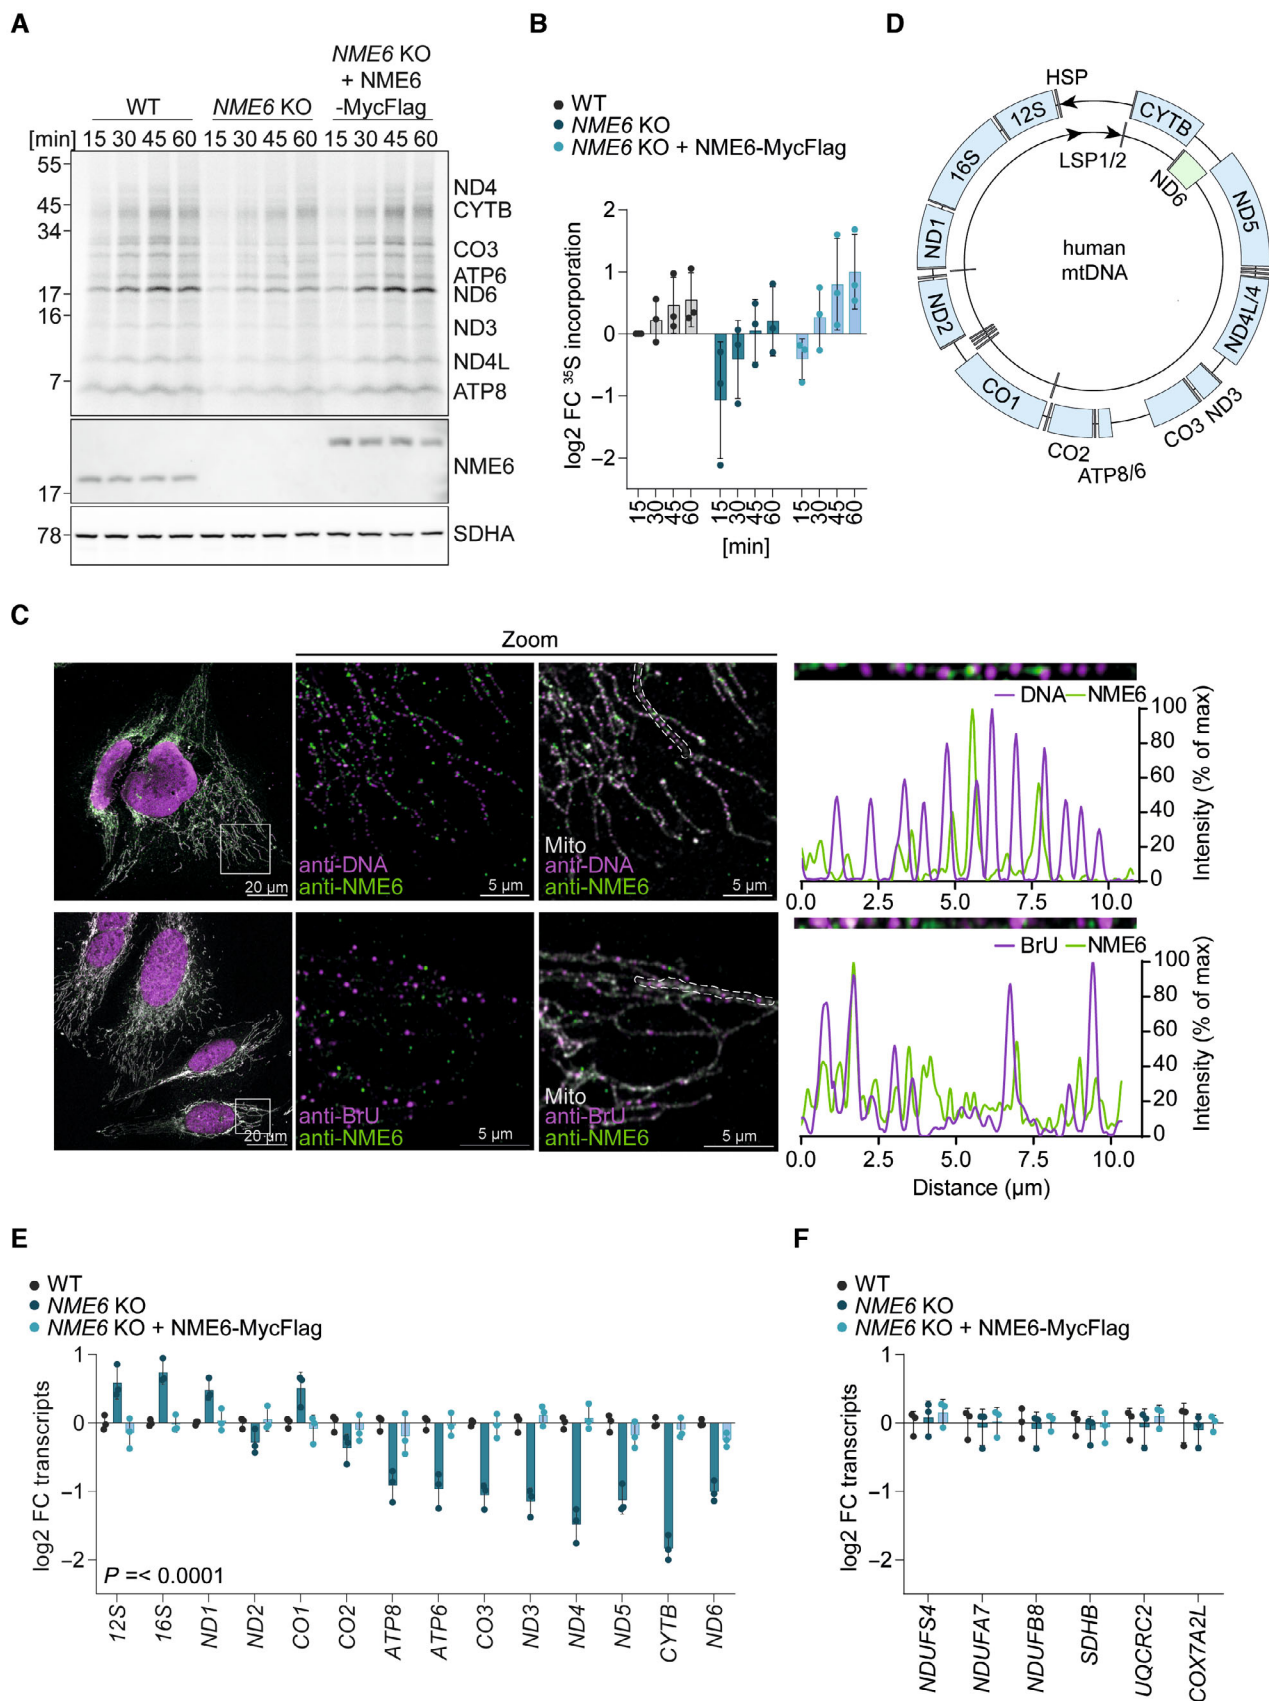 A
NME6 KO
+ NME6
-MycFlag
WT
NME6 KO
[min]
15 30 45 60 15 30 45 60 15 30 45 60
55
45
34
17
16
7
ND4
CYTB
CO3
ATP6
ND6
ND3
ND4L
ATP8
NME6
17
78
SDHA
B
WT
NME6 KO
NME6 KO + NME6-MycFlag
log2 FC ³⁵S incorporation
2
1
0
−1
−2
15 30 45 60 15 30 45 60 15 30 45 60
[min]
D
HSP
12S
CYTB
16S
LSP1/2
ND6
ND1
ND5
human
mtDNA
ND2
ND4L/4
CO1
CO3
ND3
CO2
ATP8/6
C
Zoom
20 µm
anti-DNA
anti-NME6
5 µm
Mito
anti-DNA
anti-NME6
5 µm
DNA
NME6
100
80
60
40
20
0
Intensity (% of max)
0.0 2.5 5.0 7.5 10.0
20 µm
anti-BrU
anti-NME6
5 µm
Mito
anti-BrU
anti-NME6
5 µm
BrU
NME6
100
80
60
40
20
0
Intensity (% of max)
0.0 2.5 5.0 7.5 10.0
Distance (µm)
E
WT
NME6 KO
NME6 KO + NME6-MycFlag
log2 FC transcripts
1
0
−1
−2
P =< 0.0001
12S 16S ND1 ND2 CO1 CO2 ATP8 ATP6 CO3 ND3 ND4 ND5 CYTB ND6
F
WT
NME6 KO
NME6 KO + NME6-MycFlag
log2 FC transcripts
1
0
−1
−2
NDUFS4 NDUFA7 NDUFB8 SDHB UQCRC2 COX7A2L